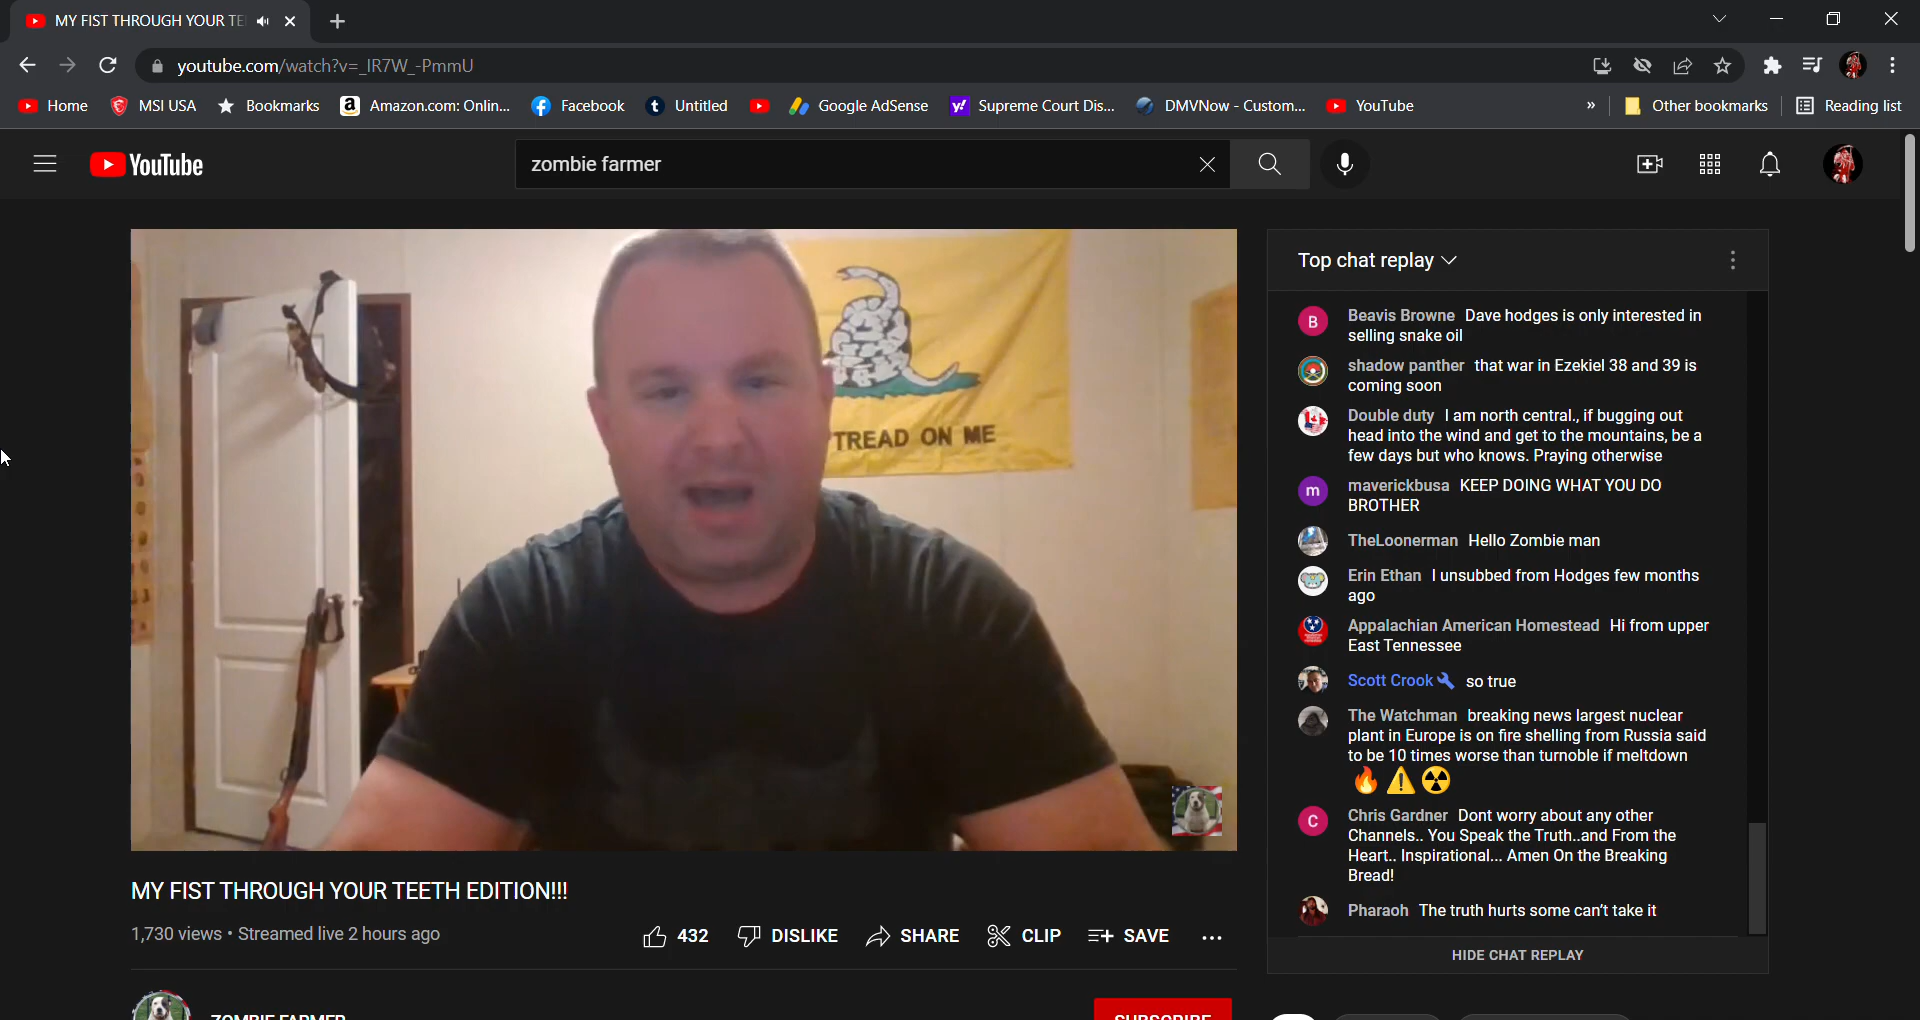 MY FIST THROUGH YOUR TE
youtube.com/watch?v=_IR7W_-PmmU
Home
MSI USA
Bookmarks
Amazon.com: Onlin...
Facebook
Untitled
Google AdSense
Supreme Court Dis...
DMVNow - Custom...
YouTube
»
Other bookmarks
Reading list
YouTube
zombie farmer
TREAD ON ME
Top chat replay
B
Beavis Browne Dave hodges is only interested in
selling snake oil
shadow panther that war in Ezekiel 38 and 39 is
coming soon
Double duty I am north central., if bugging out
head into the wind and get to the mountains, be a
few days but who knows. Praying otherwise
m
maverickbusa KEEP DOING WHAT YOU DO
BROTHER
TheLoonerman Hello Zombie man
Erin Ethan I unsubbed from Hodges few months
ago
Appalachian American Homestead Hi from upper
East Tennessee
Scott Crook so true
The Watchman breaking news largest nuclear
plant in Europe is on fire shelling from Russia said
to be 10 times worse than turnoble if meltdown
🔥⚠️☢️
C
Chris Gardner Dont worry about any other
Channels.. You Speak the Truth..and From the
Heart.. Inspirational... Amen On the Breaking
Bread!
Pharaoh The truth hurts some can't take it
HIDE CHAT REPLAY
MY FIST THROUGH YOUR TEETH EDITION!!!
1,730 views • Streamed live 2 hours ago
432
DISLIKE
SHARE
CLIP
SAVE
ZOMBIE FARMER
SUBSCRIBE